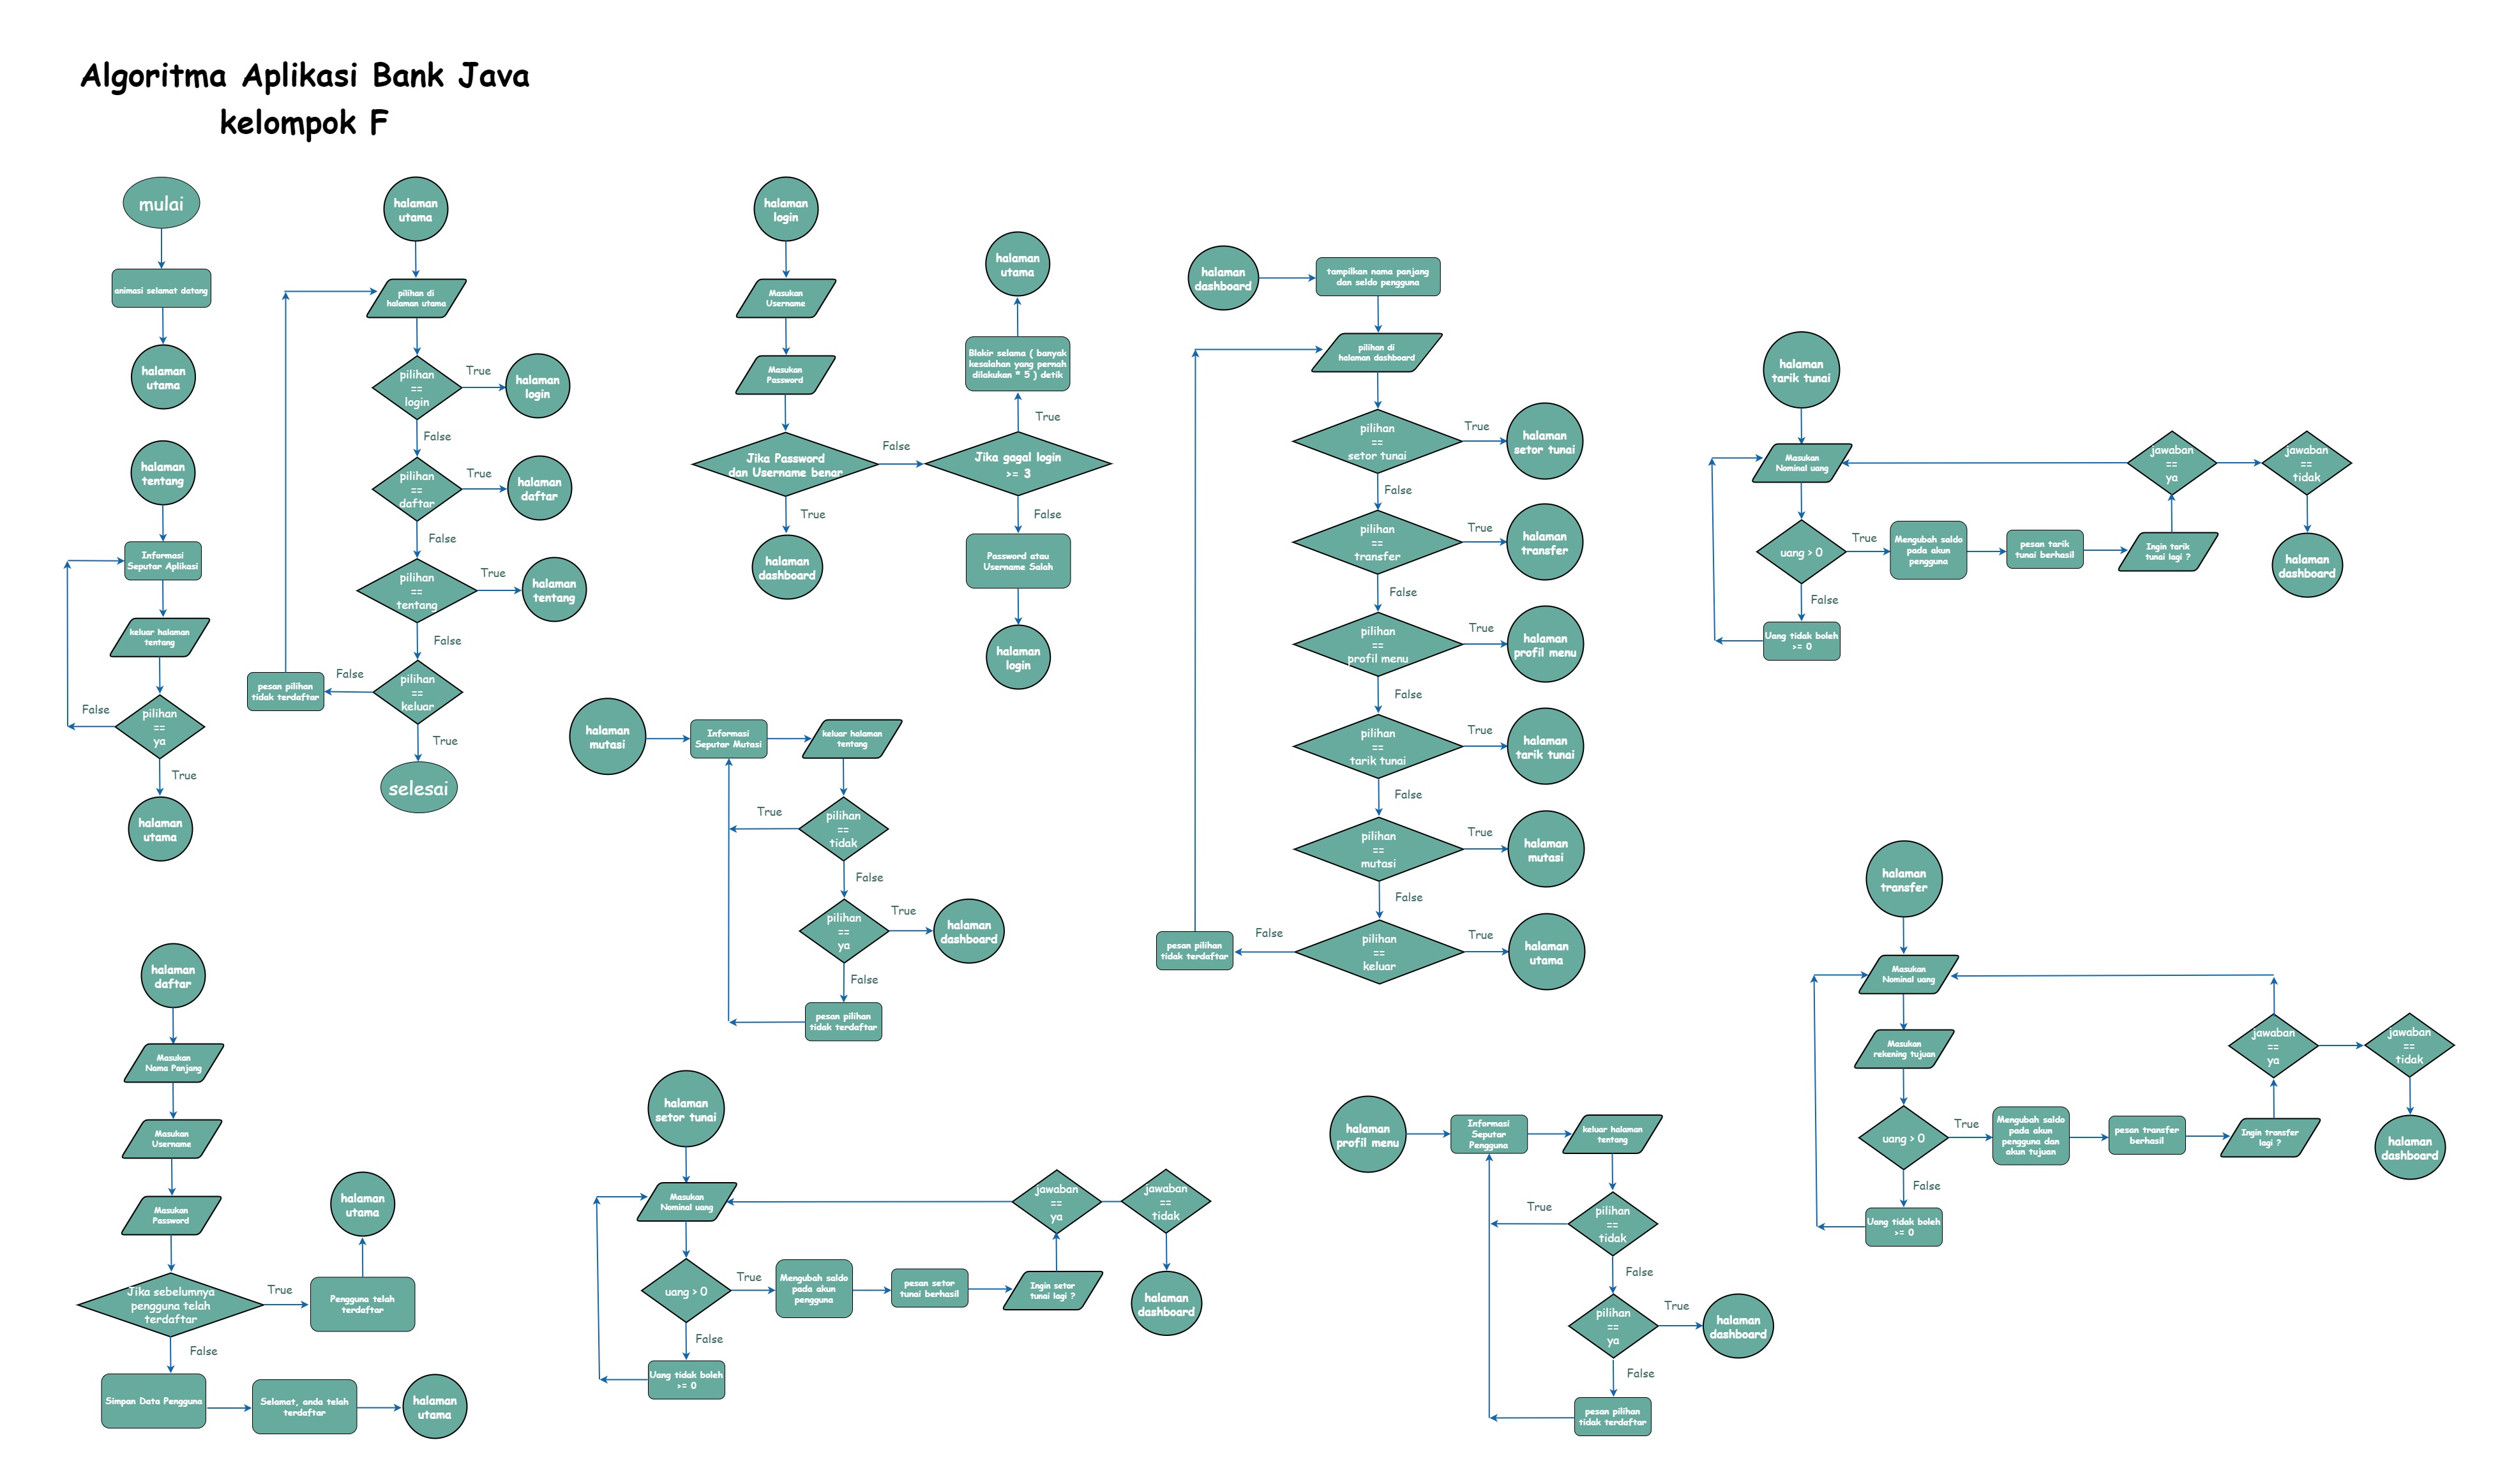 Algoritma Aplikasi Bank Java
kelompok F
mulai
animasi selamat datang
halaman
utama
halaman
tentang
Informasi
Seputar Aplikasi
keluar halaman
tentang
False
pilihan
==
ya
True
halaman
utama
halaman
utama
pilihan di
halaman utama
pilihan
==
login
True
halaman
login
False
pilihan
==
daftar
True
halaman
daftar
False
pilihan
==
tentang
True
halaman
tentang
False
pilihan
==
keluar
False
pesan pilihan
tidak terdaftar
True
selesai
halaman
login
Masukan
Username
Masukan
Password
Jika Password
dan Username benar
True
halaman
dashboard
False
Jika gagal login
>= 3
True
Blokir selama ( banyak
kesalahan yang pernah
dilakukan * 5 ) detik
halaman
utama
False
Password atau
Username Salah
halaman
login
halaman
mutasi
Informasi
Seputar Mutasi
keluar halaman
tentang
pilihan
==
tidak
True
False
pilihan
==
ya
True
halaman
dashboard
False
pesan pilihan
tidak terdaftar
halaman
dashboard
tampilkan nama panjang
dan seldo pengguna
pilihan di
halaman dashboard
pilihan
==
setor tunai
True
halaman
setor tunai
False
pilihan
==
transfer
True
halaman
transfer
False
pilihan
==
profil menu
True
halaman
profil menu
False
pilihan
==
tarik tunai
True
halaman
tarik tunai
False
pilihan
==
mutasi
True
halaman
mutasi
False
pilihan
==
keluar
True
halaman
utama
False
pesan pilihan
tidak terdaftar
halaman
tarik tunai
Masukan
Nominal uang
uang > 0
True
Mengubah saldo
pada akun
pengguna
pesan tarik
tunai berhasil
Ingin tarik
tunai lagi ?
jawaban
==
ya
jawaban
==
tidak
halaman
dashboard
False
Uang tidak boleh
>= 0
halaman
transfer
Masukan
Nominal uang
Masukan
rekening tujuan
uang > 0
True
Mengubah saldo
pada akun
pengguna dan
akun tujuan
pesan transfer
berhasil
Ingin transfer
lagi ?
jawaban
==
ya
jawaban
==
tidak
halaman
dashboard
False
Uang tidak boleh
>= 0
halaman
daftar
Masukan
Nama Panjang
Masukan
Username
Masukan
Password
Jika sebelumnya
pengguna telah
terdaftar
True
Pengguna telah
terdaftar
halaman
utama
False
Simpan Data Pengguna
Selamat, anda telah
terdaftar
halaman
utama
halaman
setor tunai
Masukan
Nominal uang
uang > 0
True
Mengubah saldo
pada akun
pengguna
pesan setor
tunai berhasil
Ingin setor
tunai lagi ?
jawaban
==
ya
jawaban
==
tidak
halaman
dashboard
False
Uang tidak boleh
>= 0
halaman
profil menu
Informasi
Seputar
Pengguna
keluar halaman
tentang
pilihan
==
tidak
True
False
pilihan
==
ya
True
halaman
dashboard
False
pesan pilihan
tidak terdaftar